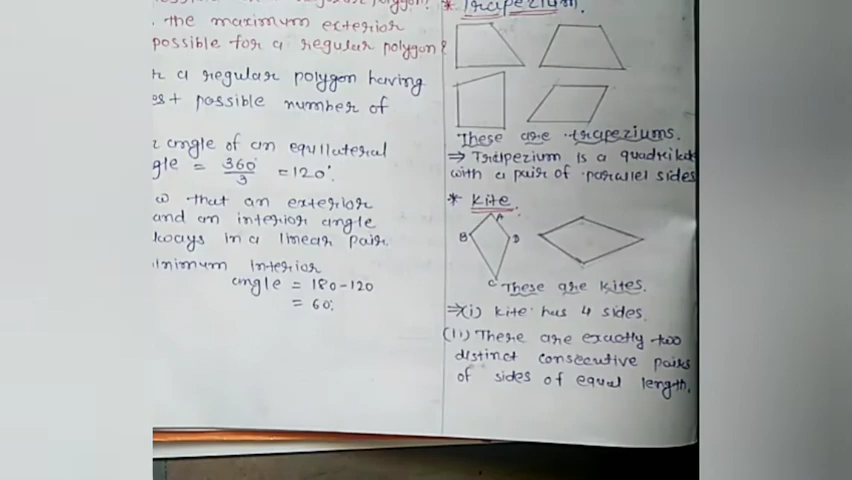 . the maximum exterior
possible for a regular polygon?
a regular polygon having
possible number of
angle of an equillateral
gle = 360°/3 = 120°.
that an exterior
and an interior angle
ways in a linear pair.
inimum interior
angle = 180-120
= 60°.
* Trapezium.
These are trapeziums.
⇒ Trapezium is a quadrilat
with a pair of parallel sides
* Kite.
A
B D
C
These are kites.
⇒(i) Kite has 4 sides.
(ii) There are exactly two
distinct consecutive pairs
of sides of equal length.